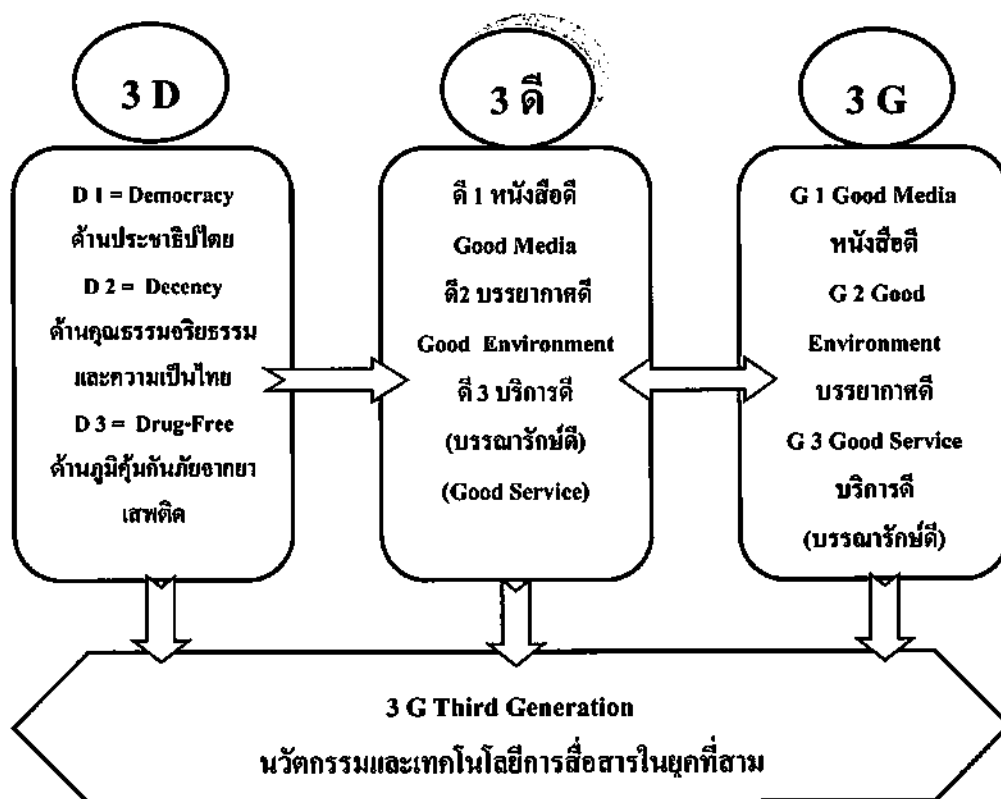 3 D
D 1 = Democracy
ด้านประชาธิปไตย
D 2 = Decency
ด้านคุณธรรมจริยธรรม
และความเป็นไทย
D 3 = Drug-Free
ด้านภูมิคุ้มกันภัยจากยา
เสพติด
3 ดี
ดี 1 หนังสือดี
Good Media
ดี2 บรรยากาศดี
Good Environment
ดี 3 บริการดี
(บรรณารักษ์ดี)
(Good Service)
3 G
G 1 Good Media
หนังสือดี
G 2 Good
Environment
บรรยากาศดี
G 3 Good Service
บริการดี
(บรรณารักษ์ดี)
3 G Third Generation
นวัตกรรมและเทคโนโลยีการสื่อสารในยุคที่สาม